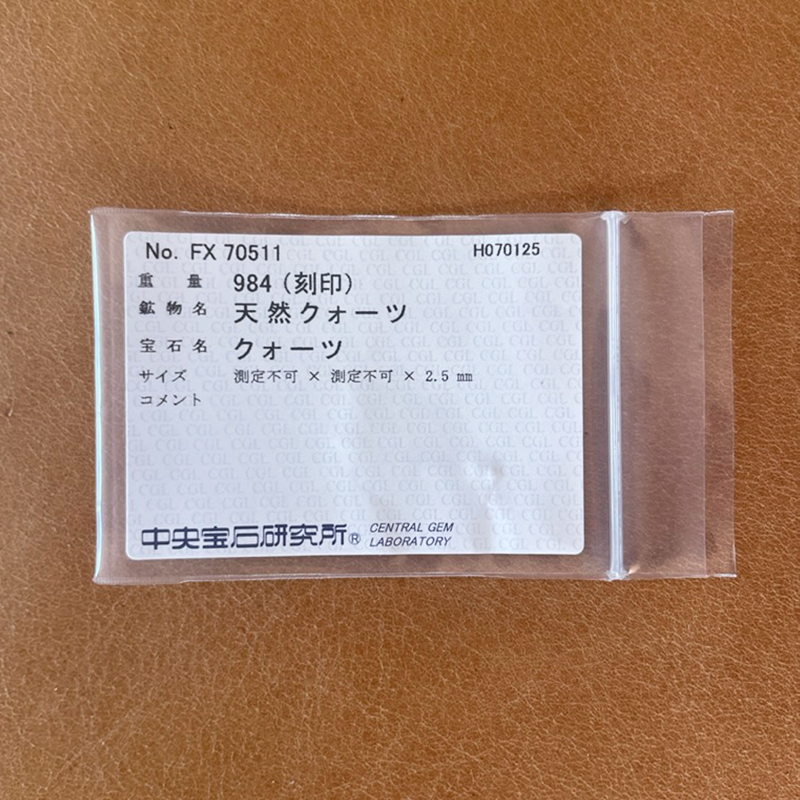 No. FX 70511 H070125
重量 984（刻印）
鉱物名 天然クォーツ
宝石名 クォーツ
サイズ 測定不可 × 測定不可 × 2.5 mm
コメント
中央宝石研究所® CENTRAL GEM
LABORATORY